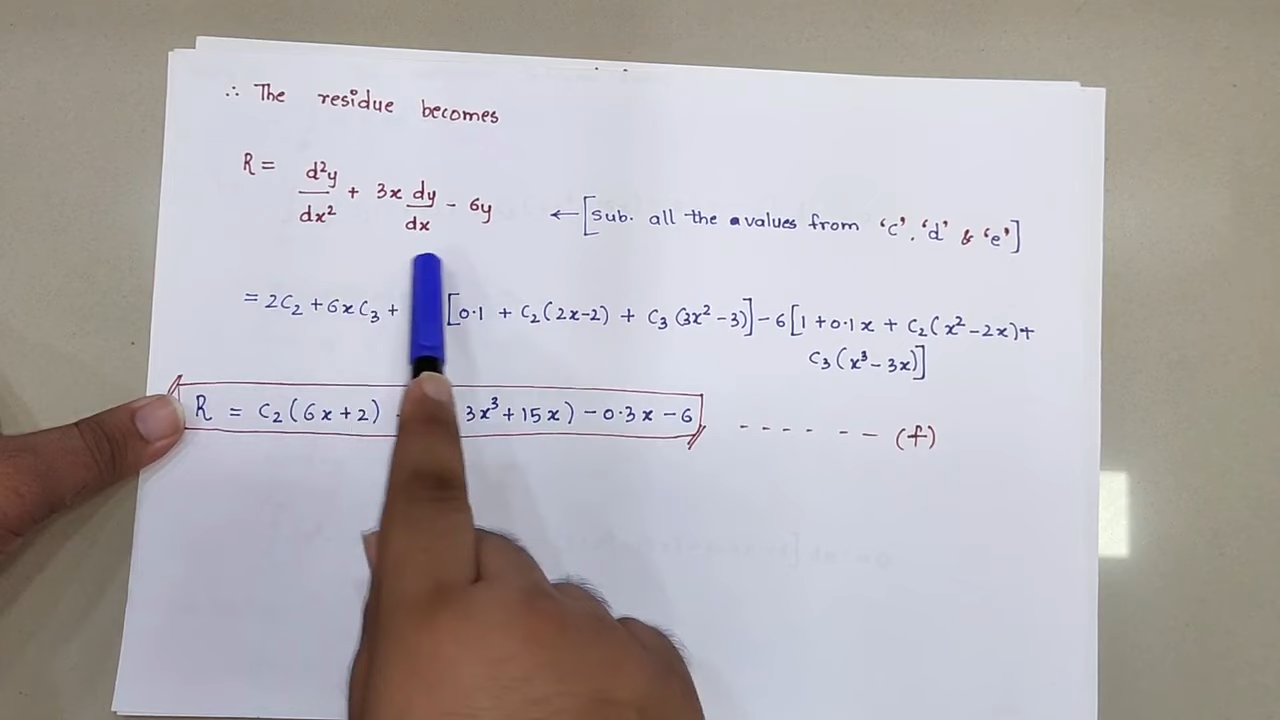 ∴ The residue becomes
R = d²y/dx² + 3x dy/dx - 6y ← [sub. all the values from 'c', 'd' & 'e']
= 2C₂ + 6xC₃ + [0.1 + C₂(2x-2) + C₃(3x²-3)] - 6[1 + 0.1x + C₂(x²-2x) +
C₃(x³-3x)]
R = C₂(6x+2) 3x³+15x) - 0.3x - 6 - - - - - - - (f)